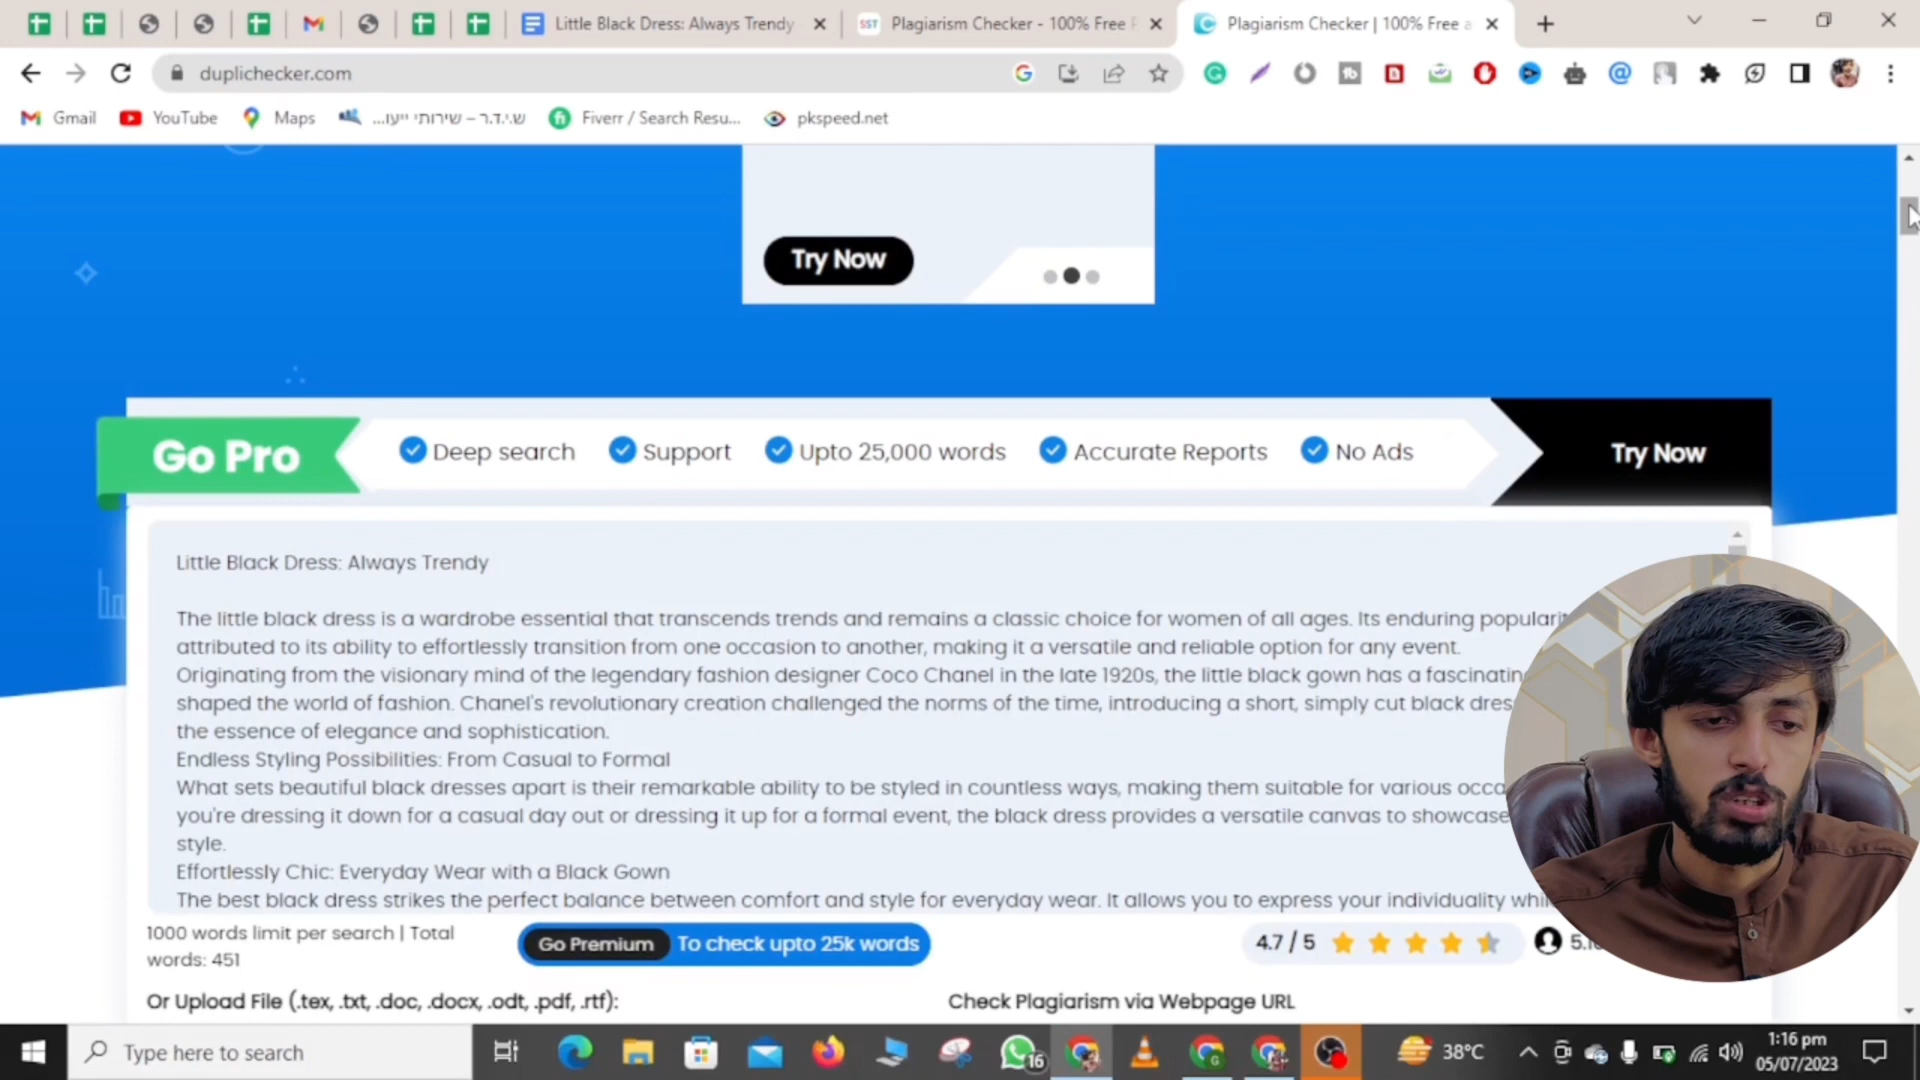 Little Black Dress: Always Trendy
SST Plagiarism Checker - 100% Free
Plagiarism Checker | 100% Free a
duplichecker.com
Gmail
YouTube
Maps
ש.י.ד.ר – שירותי ייעו...
Fiverr / Search Resu...
pkspeed.net
Try Now
Go Pro
Deep search
Support
Upto 25,000 words
Accurate Reports
No Ads
Try Now
Little Black Dress: Always Trendy
The little black dress is a wardrobe essential that transcends trends and remains a classic choice for women of all ages. Its enduring
attributed to its ability to effortlessly transition from one occasion to another, making it a versatile and reliable option for any event.
Originating from the visionary mind of the legendary fashion designer Coco Chanel in the late 1920s, the little black gown has a
shaped the world of fashion. Chanel's revolutionary creation challenged the norms of the time, introducing a short, simply cut black
the essence of elegance and sophistication.
Endless Styling Possibilities: From Casual to Formal
What sets beautiful black dresses apart is their remarkable ability to be styled in countless ways, making them suitable for various
you're dressing it down for a casual day out or dressing it up for a formal event, the black dress provides a versatile canvas to showcase
style.
Effortlessly Chic: Everyday Wear with a Black Gown
The best black dress strikes the perfect balance between comfort and style for everyday wear. It allows you to express your individuality
1000 words limit per search | Total
words: 451
Go Premium To check upto 25k words
4.7 / 5
Or Upload File (.tex, .txt, .doc, .docx, .odt, .pdf, .rtf):
Check Plagiarism via Webpage URL
Type here to search
16
38°C
1:16 pm
05/07/2023